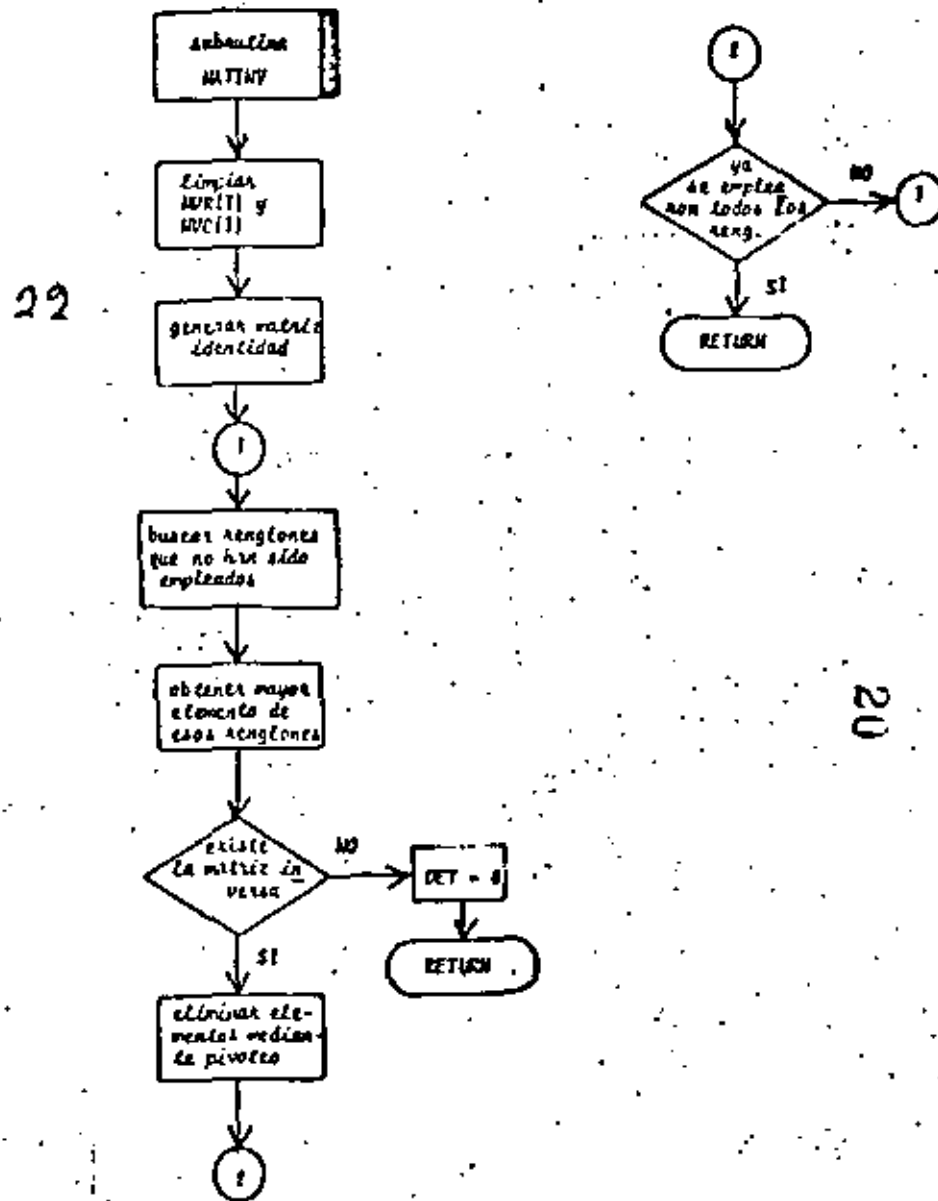 subrutina
MATINV
limpiar
NVR(I) y
NVC(I)
generar matriz
identidad
1
buscar renglones
que no han sido
empleados
obtener mayor
elemento de
esos renglones
existe
la matriz in
versa
NO
DET = 0
RETURN
SI
eliminar ele-
mentos median-
te pivoteo
2
2
ya
se emplea
ron todos los
reng.
NO
1
SI
RETURN
22
20